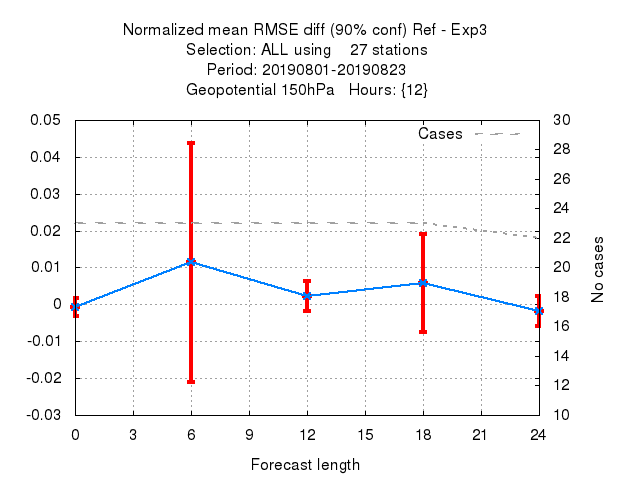 Normalized mean RMSE diff (90% conf) Ref - Exp3
Selection: ALL using    27 stations
Period: 20190801-20190823
Geopotential 150hPa   Hours: {12}
Cases
0.05
0.04
0.03
0.02
0.01
0
-0.01
-0.02
-0.03
30
28
26
24
22
20
18
16
14
12
10
No cases
0 3 6 9 12 15 18 21 24
Forecast length